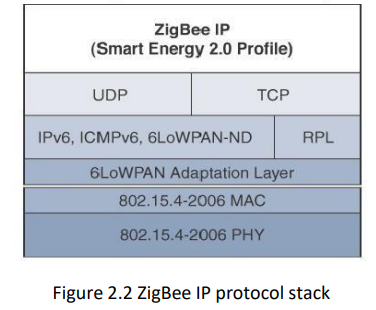 ZigBee IP
(Smart Energy 2.0 Profile)
UDP
TCP
IPv6, ICMPv6, 6LoWPAN-ND
RPL
6LoWPAN Adaptation Layer
802.15.4-2006 MAC
802.15.4-2006 PHY
Figure 2.2 ZigBee IP protocol stack